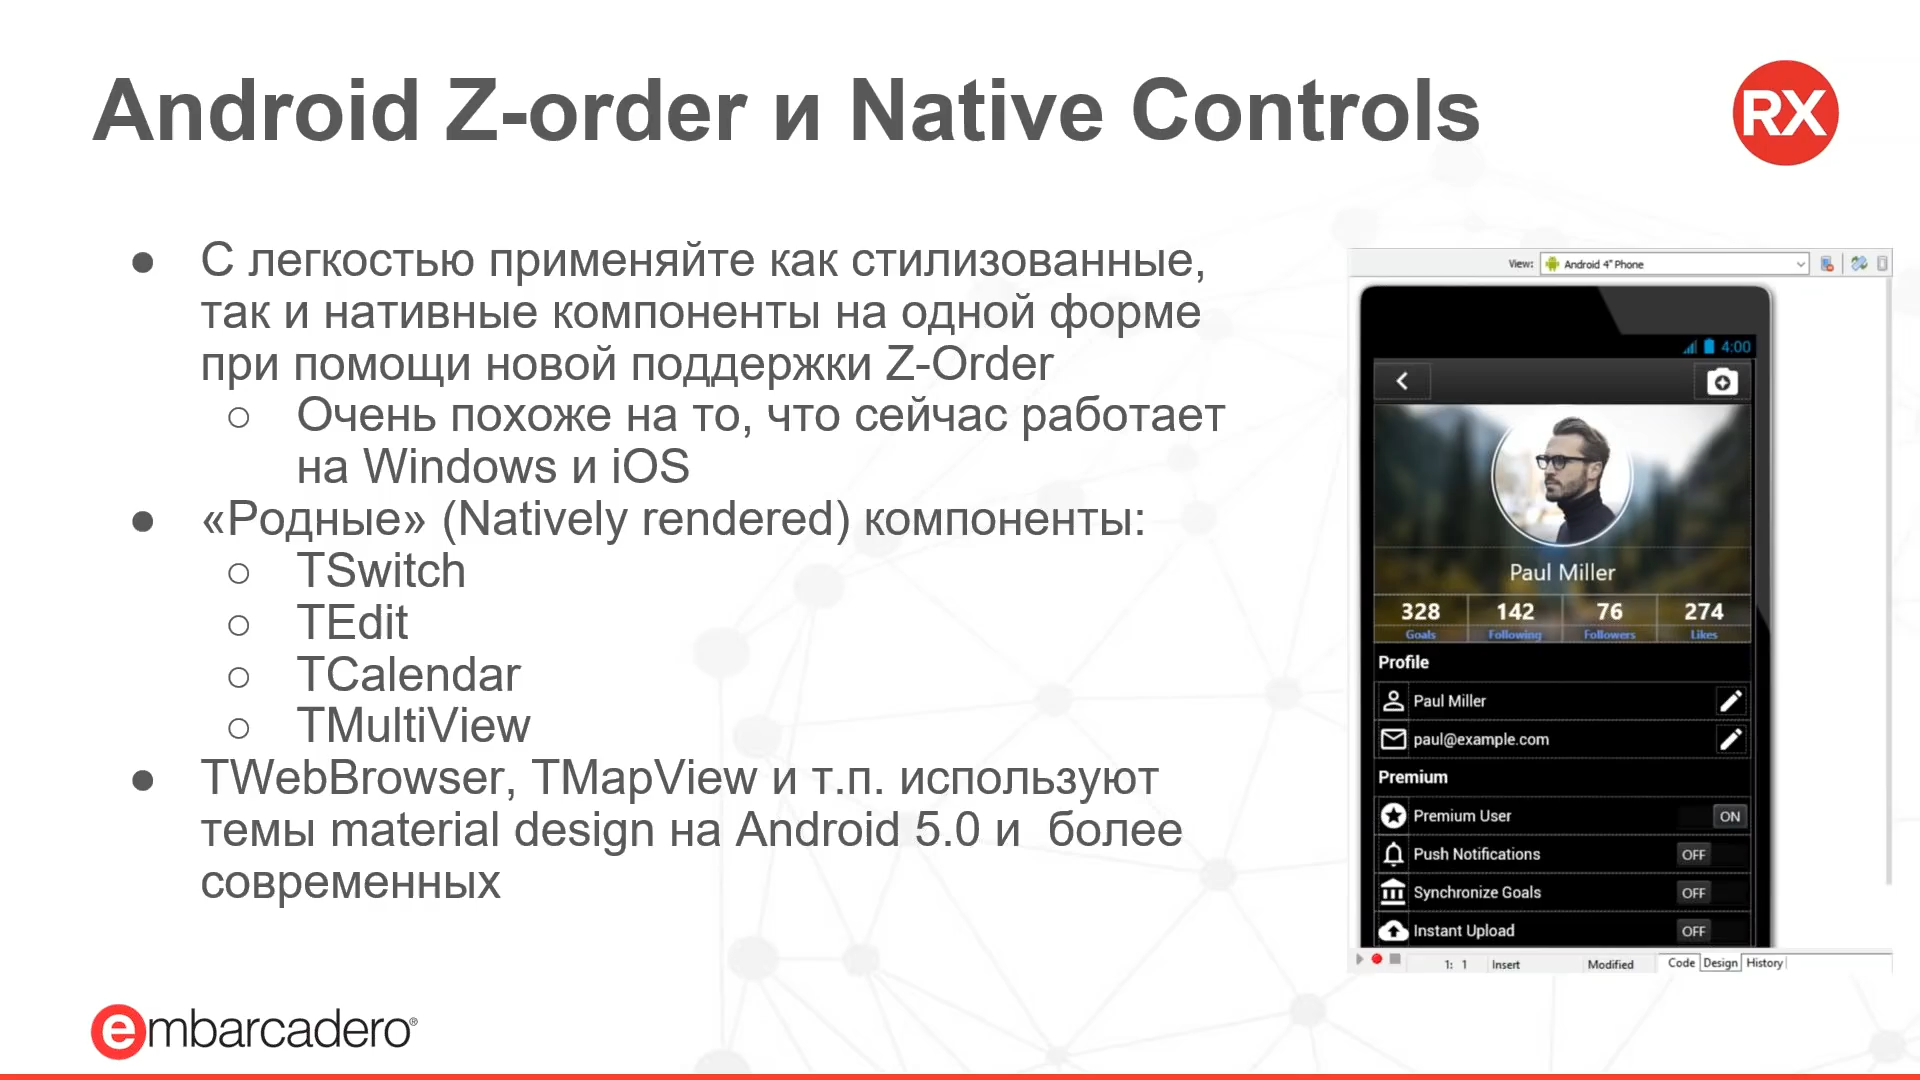 Android Z-order и Native Controls
RX
● С легкостью применяйте как стилизованные,
так и нативные компоненты на одной форме
при помощи новой поддержки Z-Order
○ Очень похоже на то, что сейчас работает
на Windows и iOS
● «Родные» (Natively rendered) компоненты:
○ TSwitch
○ TEdit
○ TCalendar
○ TMultiView
● TWebBrowser, TMapView и т.п. используют
темы material design на Android 5.0 и более
современных
View: Android 4" Phone
4:00
Paul Miller
328 142 76 274
Goals Following Followers Likes
Profile
Paul Miller
paul@example.com
Premium
Premium User ON
Push Notifications OFF
Synchronize Goals OFF
Instant Upload OFF
1: 1 Insert Modified Code Design History
embarcadero®